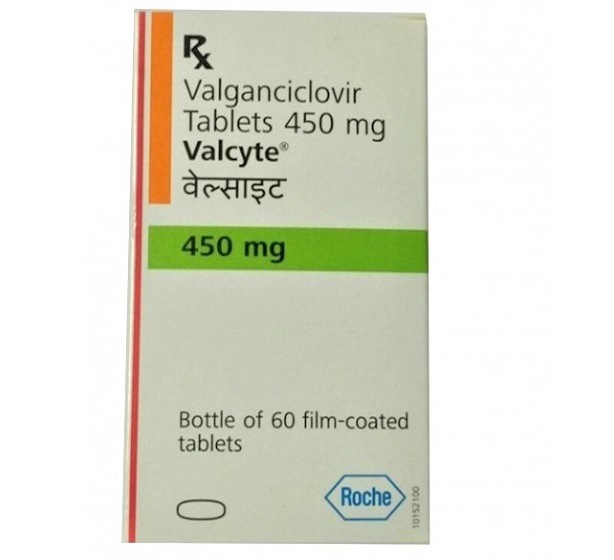 Rx
Valganciclovir
Tablets 450 mg
Valcyte®
वेल्साइट
450 mg
Bottle of 60 film-coated
tablets
Roche
10152100